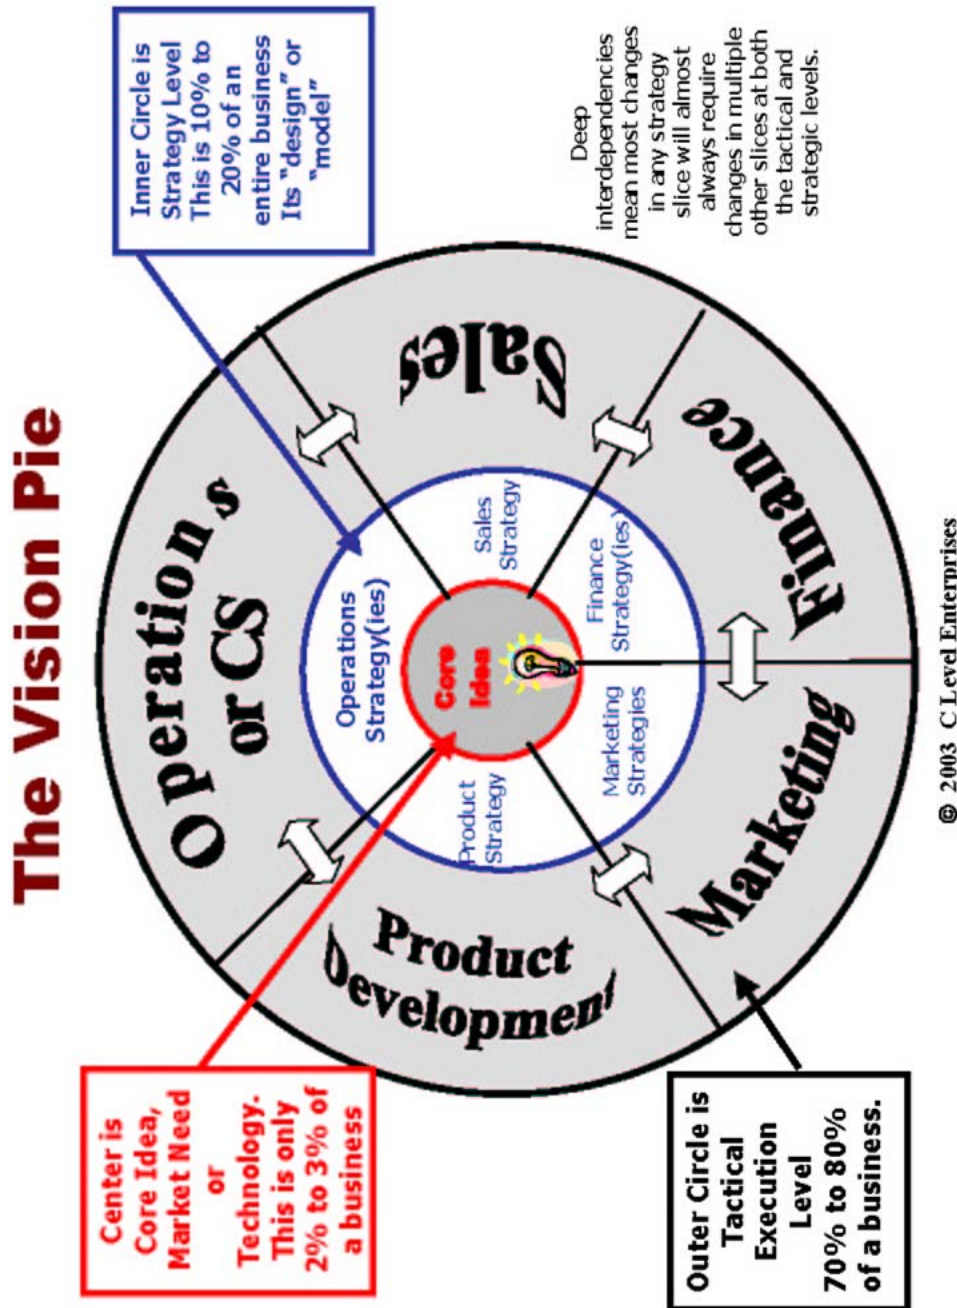 The Vision Pie
Center is
Core Idea,
Market Need
or
Technology.
This is only
2% to 3% of
a business
Inner Circle is
Strategy Level
This is 10% to
20% of an
entire business
Its “design” or
“model”
Operations
or CS
Operations
Strategy(ies)
Product
Development
Product
Strategy
Core
Idea
Sales
Strategy
Sales
Marketing
Strategies
Finance
Strategy(ies)
Marketing
Finance
Outer Circle is
Tactical
Execution
Level
70% to 80%
of a business.
Deep
interdependencies
mean most changes
in any strategy
slice will almost
always require
changes in multiple
other slices at both
the tactical and
strategic levels.
© 2003 C Level Enterprises